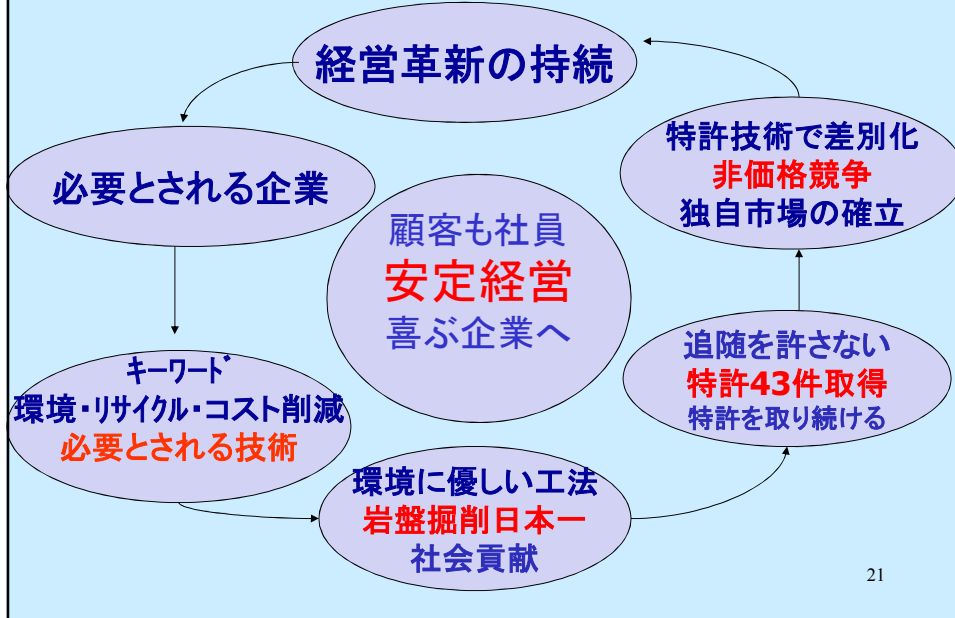 経営革新の持続
必要とされる企業
キーワード
環境・リサイクル・コスト削減
必要とされる技術
環境に優しい工法
岩盤掘削日本一
社会貢献
追随を許さない
特許43件取得
特許を取り続ける
特許技術で差別化
非価格競争
独自市場の確立
顧客も社員
安定経営
喜ぶ企業へ
21